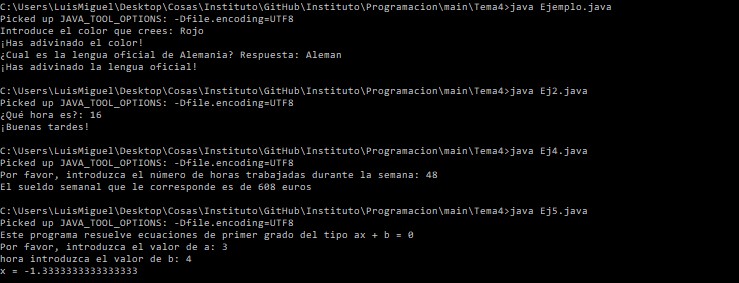 C:\Users\LuisMiguel\Desktop\Cosas\Instituto\GitHub\Instituto\Programacion\main\Tema4>java Ejemplo.java
Picked up JAVA_TOOL_OPTIONS: -Dfile.encoding=UTF8
Introduce el color que crees: Rojo
¡Has adivinado el color!
¿Cual es la lengua oficial de Alemania? Respuesta: Aleman
¡Has adivinado la lengua oficial!
C:\Users\LuisMiguel\Desktop\Cosas\Instituto\GitHub\Instituto\Programacion\main\Tema4>java Ej2.java
Picked up JAVA_TOOL_OPTIONS: -Dfile.encoding=UTF8
¿Qué hora es?: 16
¡Buenas tardes!
C:\Users\LuisMiguel\Desktop\Cosas\Instituto\GitHub\Instituto\Programacion\main\Tema4>java Ej4.java
Picked up JAVA_TOOL_OPTIONS: -Dfile.encoding=UTF8
Por favor, introduzca el número de horas trabajadas durante la semana: 48
El sueldo semanal que le corresponde es de 608 euros
C:\Users\LuisMiguel\Desktop\Cosas\Instituto\GitHub\Instituto\Programacion\main\Tema4>java Ej5.java
Picked up JAVA_TOOL_OPTIONS: -Dfile.encoding=UTF8
Este programa resuelve ecuaciones de primer grado del tipo ax + b = 0
Por favor, introduzca el valor de a: 3
hora introduzca el valor de b: 4
x = -1.3333333333333333